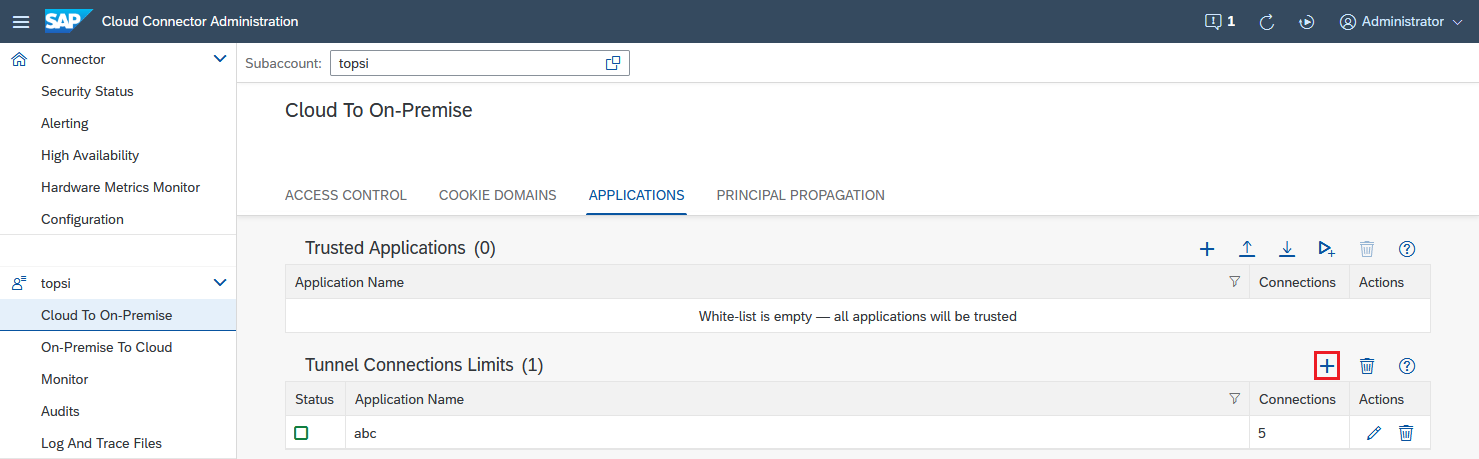 SAP Cloud Connector Administration 1 Administrator
Connector
Security Status
Alerting
High Availability
Hardware Metrics Monitor
Configuration
topsi
Cloud To On-Premise
On-Premise To Cloud
Monitor
Audits
Log And Trace Files
Subaccount: topsi
Cloud To On-Premise
ACCESS CONTROL COOKIE DOMAINS APPLICATIONS PRINCIPAL PROPAGATION
Trusted Applications (0)
Application Name Connections Actions
White-list is empty — all applications will be trusted
Tunnel Connections Limits (1)
Status Application Name Connections Actions
abc 5